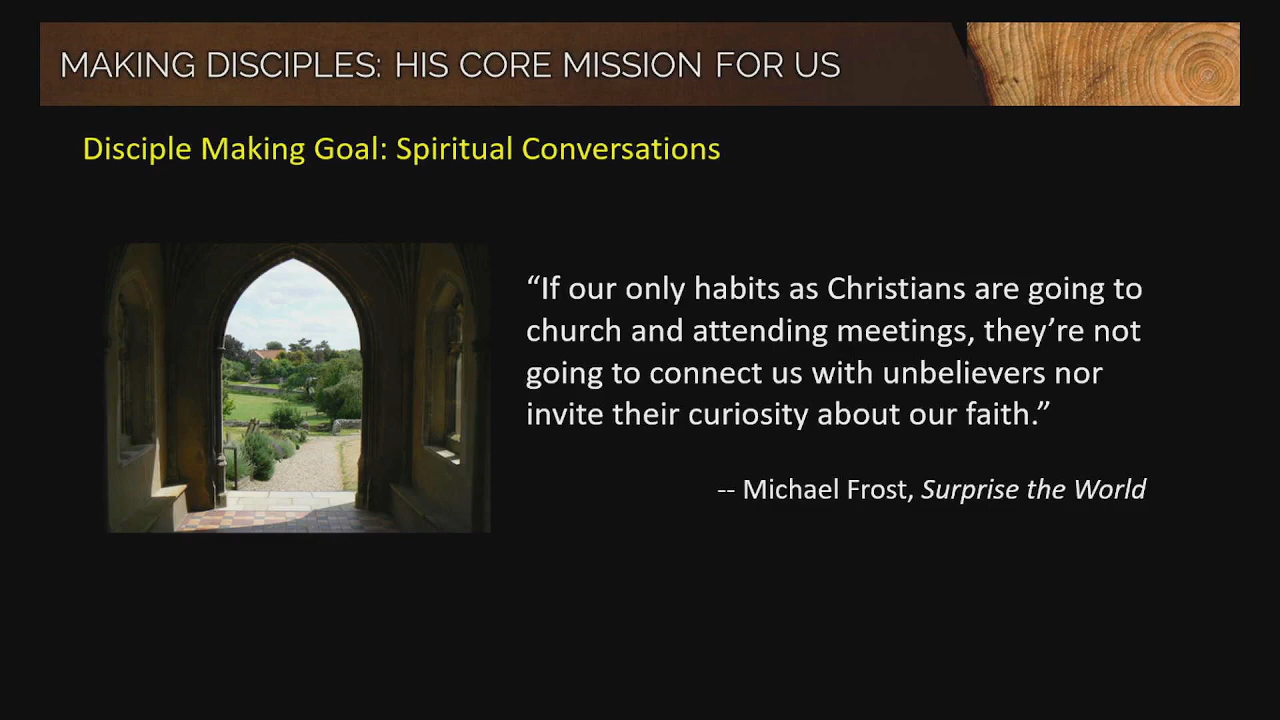 MAKING DISCIPLES: HIS CORE MISSION FOR US
Disciple Making Goal: Spiritual Conversations
“If our only habits as Christians are going to
church and attending meetings, they’re not
going to connect us with unbelievers nor
invite their curiosity about our faith.”
-- Michael Frost, Surprise the World